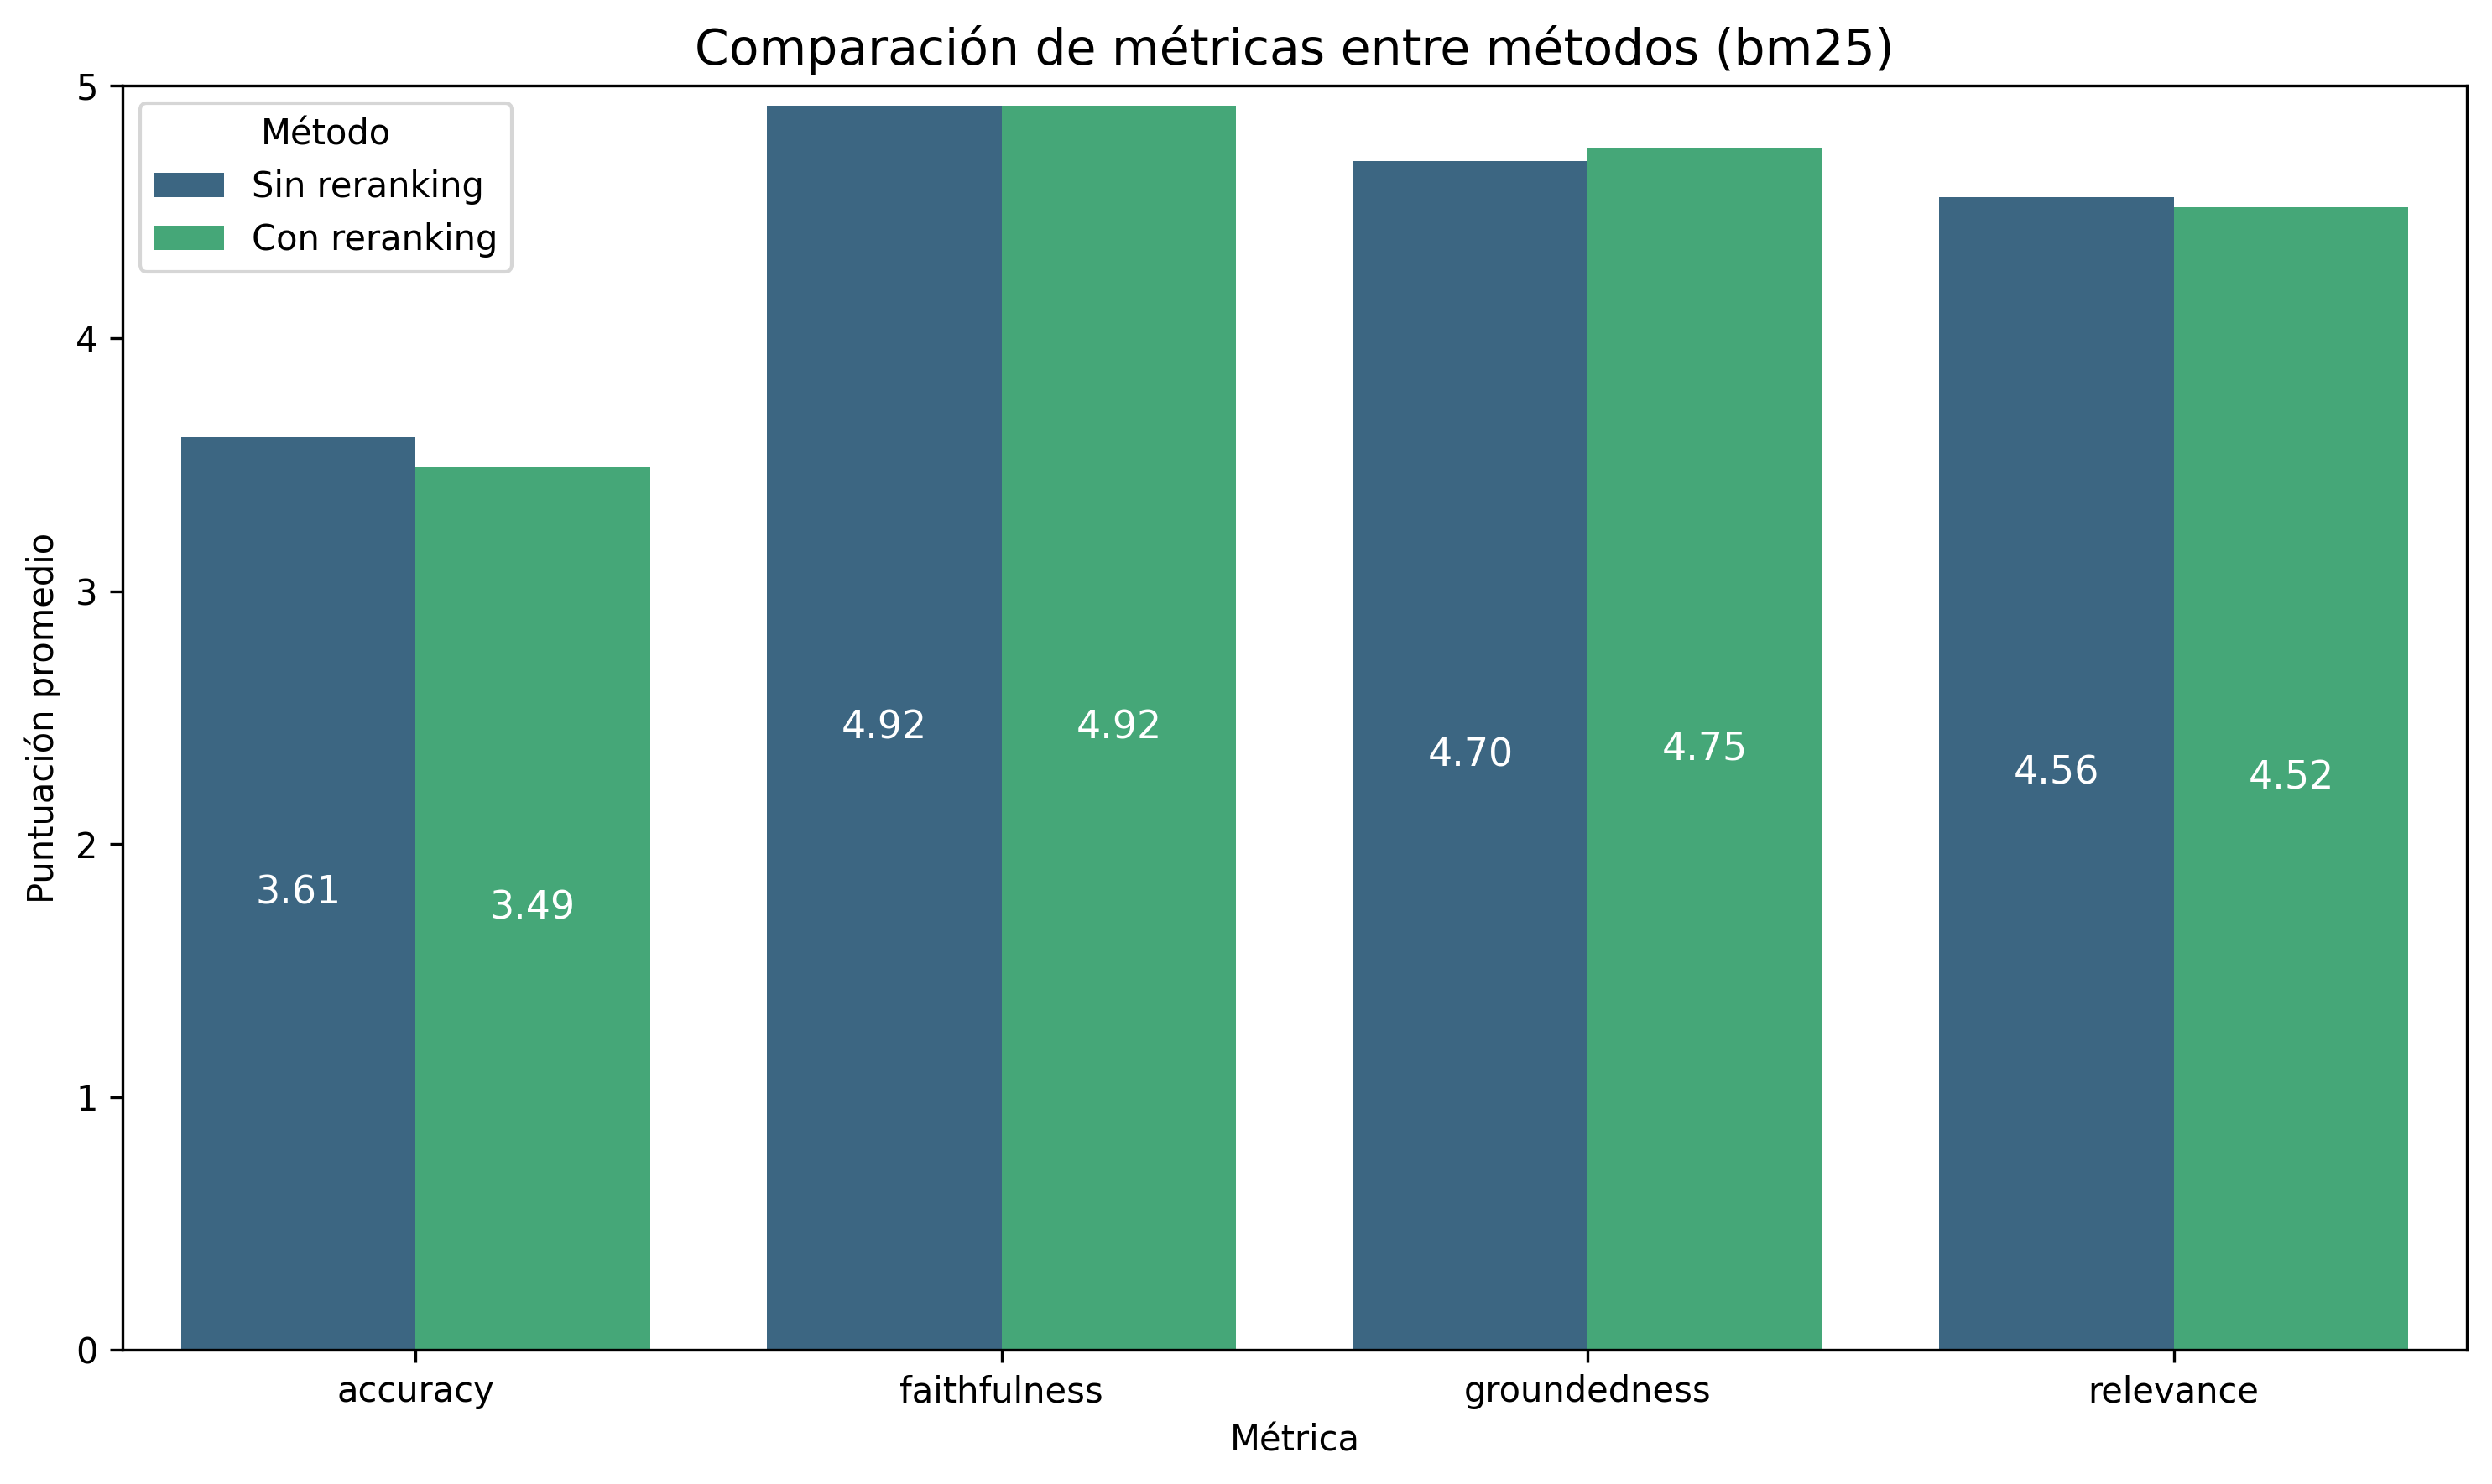 Comparación de métricas entre métodos (bm25)
Método
Sin reranking
Con reranking
Puntuación promedio
5
4
3
2
1
0
3.61
3.49
4.92
4.92
4.70
4.75
4.56
4.52
accuracy
faithfulness
groundedness
relevance
Métrica